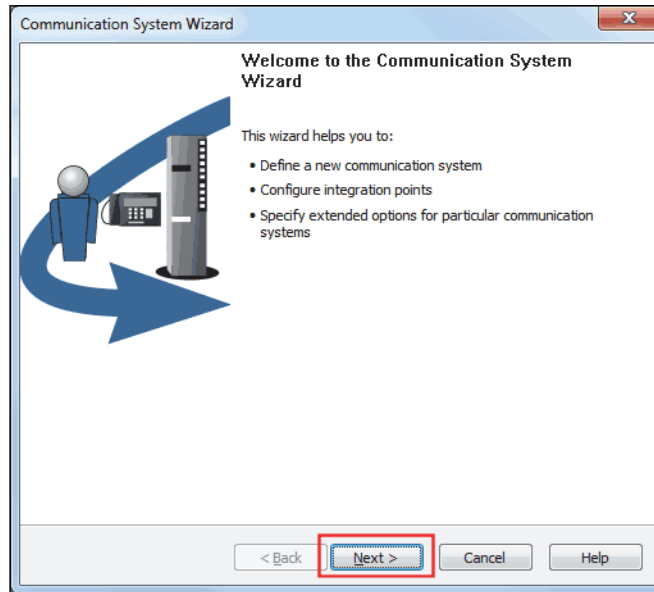 Communication System Wizard
Welcome to the Communication System
Wizard
This wizard helps you to:
• Define a new communication system
• Configure integration points
• Specify extended options for particular communication
systems
< Back
Next >
Cancel
Help